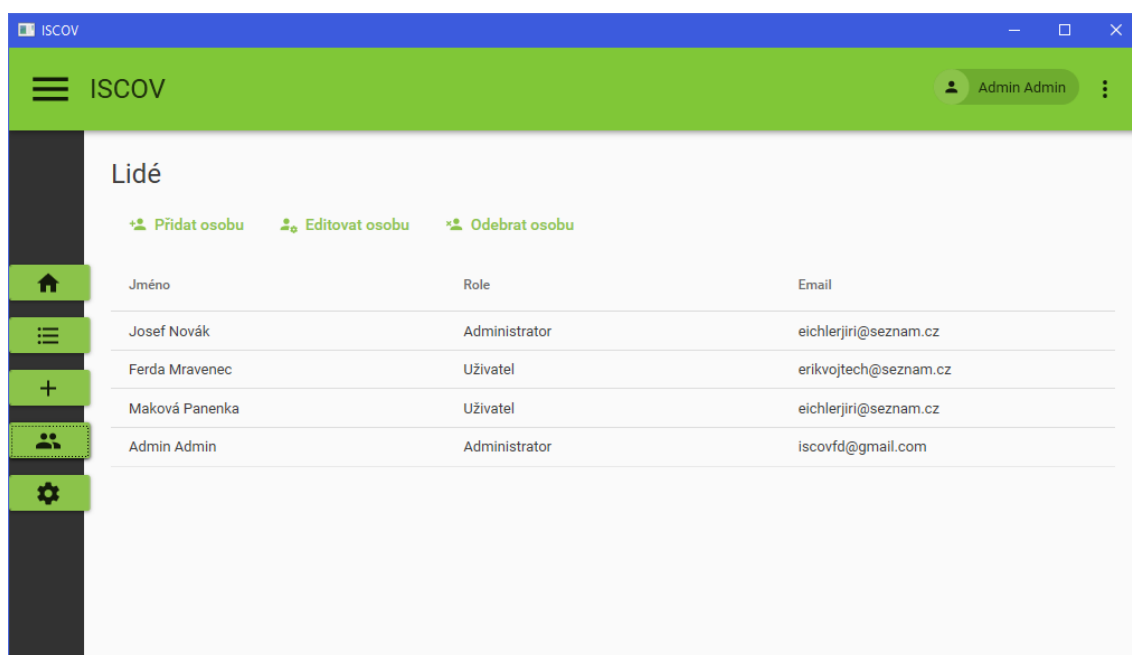 ISCOV
ISCOV
Admin Admin
Lidé
Přidat osobu Editovat osobu Odebrat osobu
Jméno Role Email
Josef Novák Administrator eichlerjiri@seznam.cz
Ferda Mravenec Uživatel erikvojtech@seznam.cz
Maková Panenka Uživatel eichlerjiri@seznam.cz
Admin Admin Administrator iscovfd@gmail.com